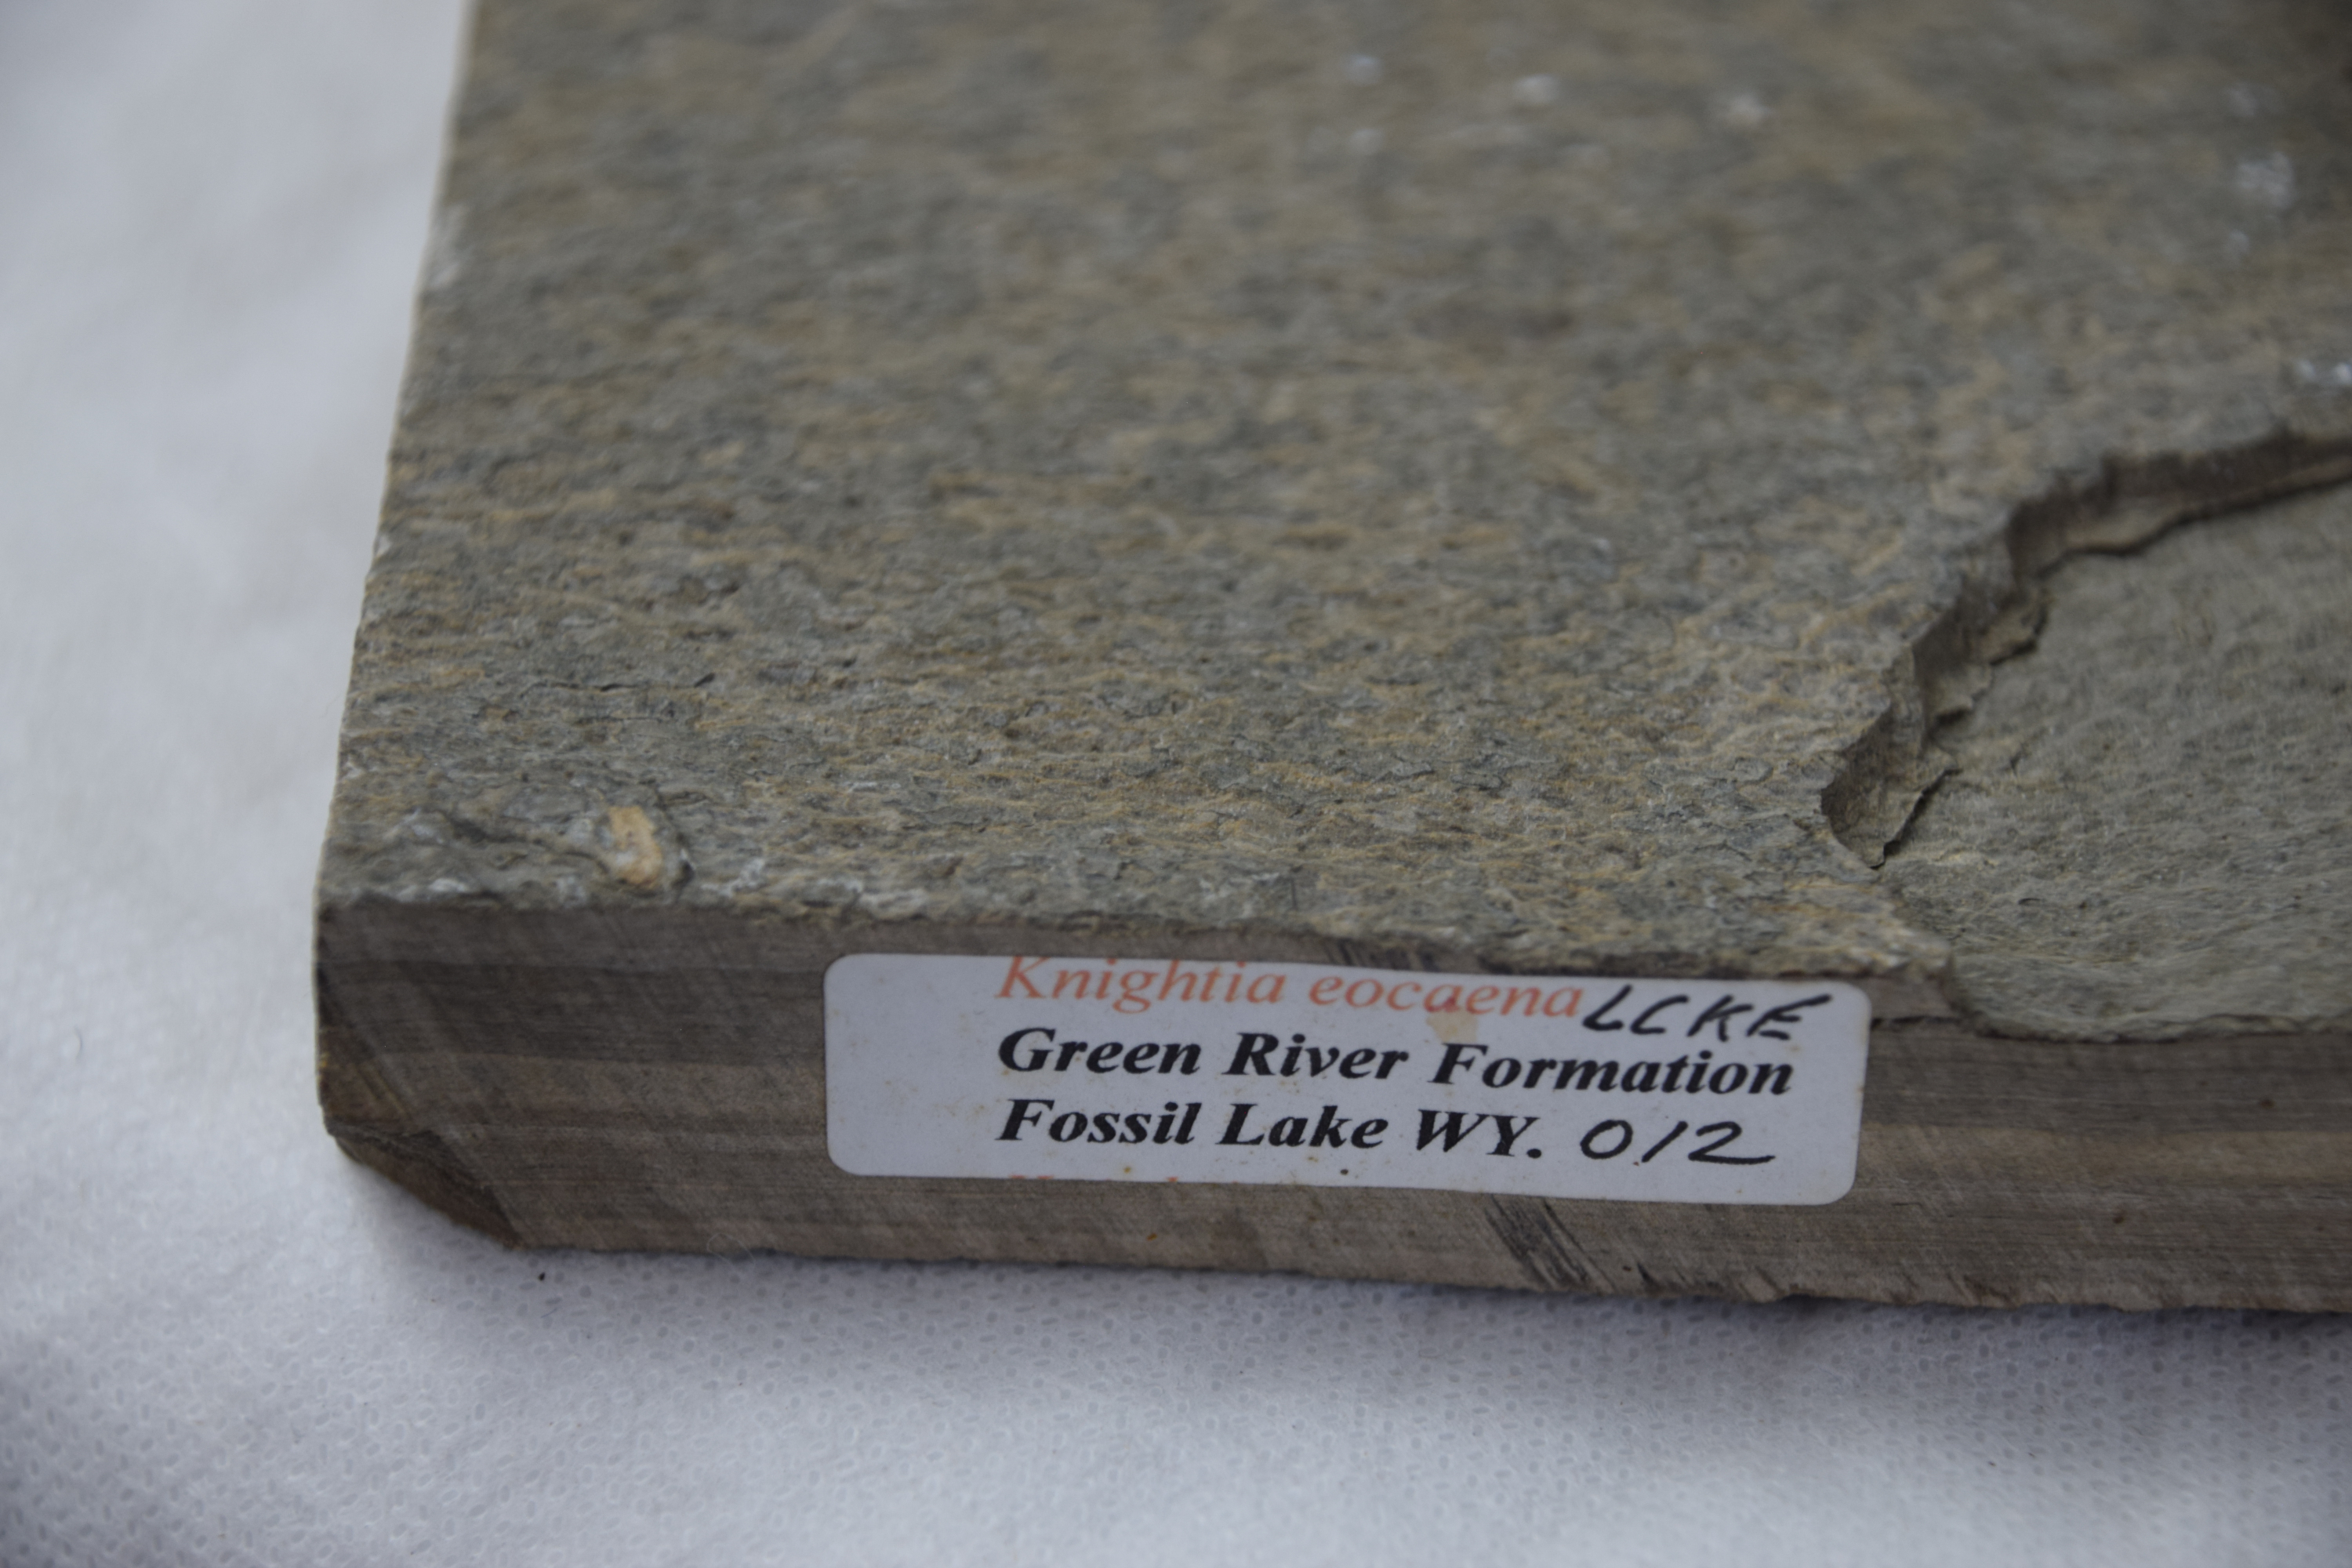 Knightia eocaena LCKE
Green River Formation
Fossil Lake WY. 012